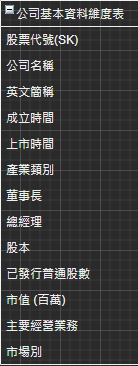 公司基本資料維度表
股票代號(SK)
公司名稱
英文簡稱
成立時間
上市時間
產業類別
董事長
總經理
股本
已發行普通股數
市值 (百萬)
主要經營業務
市場別